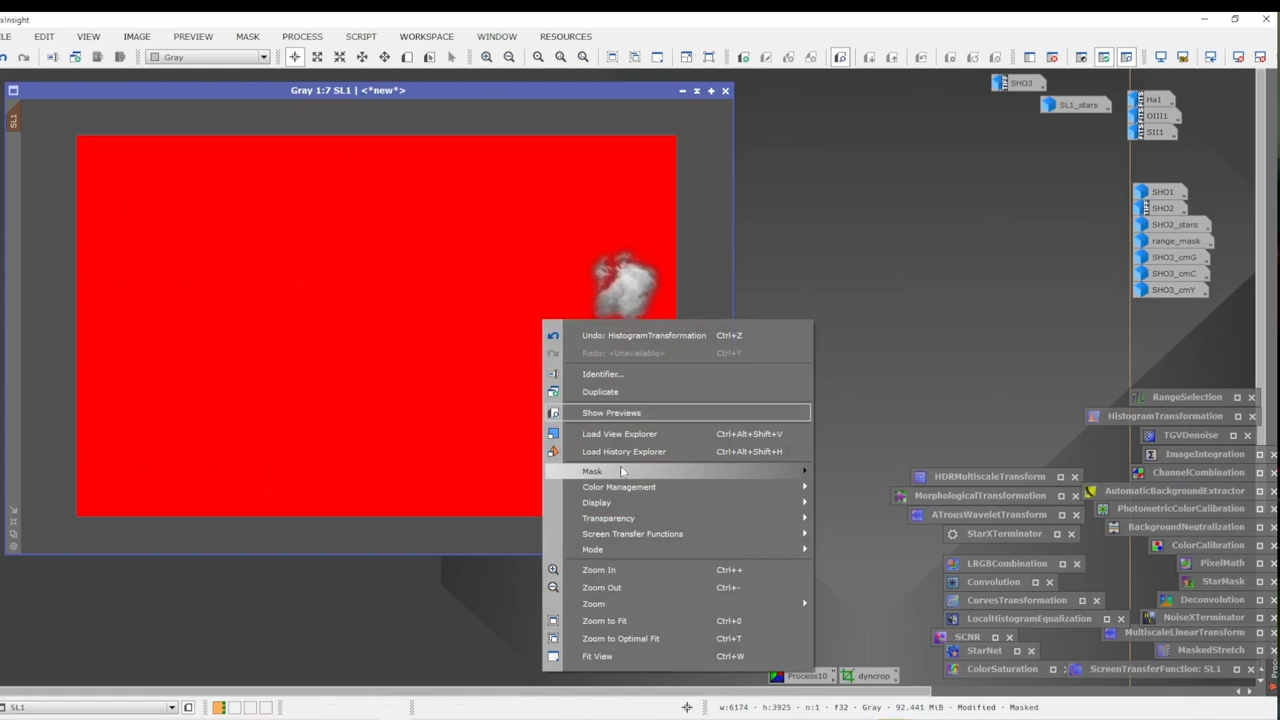 xInsight
ILE EDIT VIEW IMAGE PREVIEW MASK PROCESS SCRIPT WORKSPACE WINDOW RESOURCES
Gray
Gray 1:7 SL1 | <*new*>
SL1
SHO3
SL1_stars
Ha1
OIII1
SII1
SHO1
SHO2
SHO2_stars
range_mask
SHO3_cmG
SHO3_cmC
SHO3_cmY
Undo: HistogramTransformation Ctrl+Z
Redo: <Unavailable> Ctrl+Y
Identifier...
Duplicate
Show Previews
Load View Explorer Ctrl+Alt+Shift+V
Load History Explorer Ctrl+Alt+Shift+H
Mask
Color Management
Display
Transparency
Screen Transfer Functions
Mode
Zoom In Ctrl++
Zoom Out Ctrl+-
Zoom
Zoom to Fit Ctrl+0
Zoom to Optimal Fit Ctrl+T
Fit View Ctrl+W
RangeSelection
HistogramTransformation
TGVDenoise
ImageIntegration
HDRMultiscaleTransform
ChannelCombination
MorphologicalTransformation
AutomaticBackgroundExtractor
ATrousWaveletTransform
PhotometricColorCalibration
StarXTerminator
BackgroundNeutralization
ColorCalibration
LRGBCombination
PixelMath
Convolution
StarMask
CurvesTransformation
Deconvolution
LocalHistogramEqualization
NoiseXTerminator
SCNR
MultiscaleLinearTransform
StarNet
MaskedStretch
ColorSaturation
ScreenTransferFunction: SL1
Process10
dyncrop
Proc
SL1
w:6174 | h:3925 | n:1 | f32 | Gray | 92.441 MiB | Modified | Masked